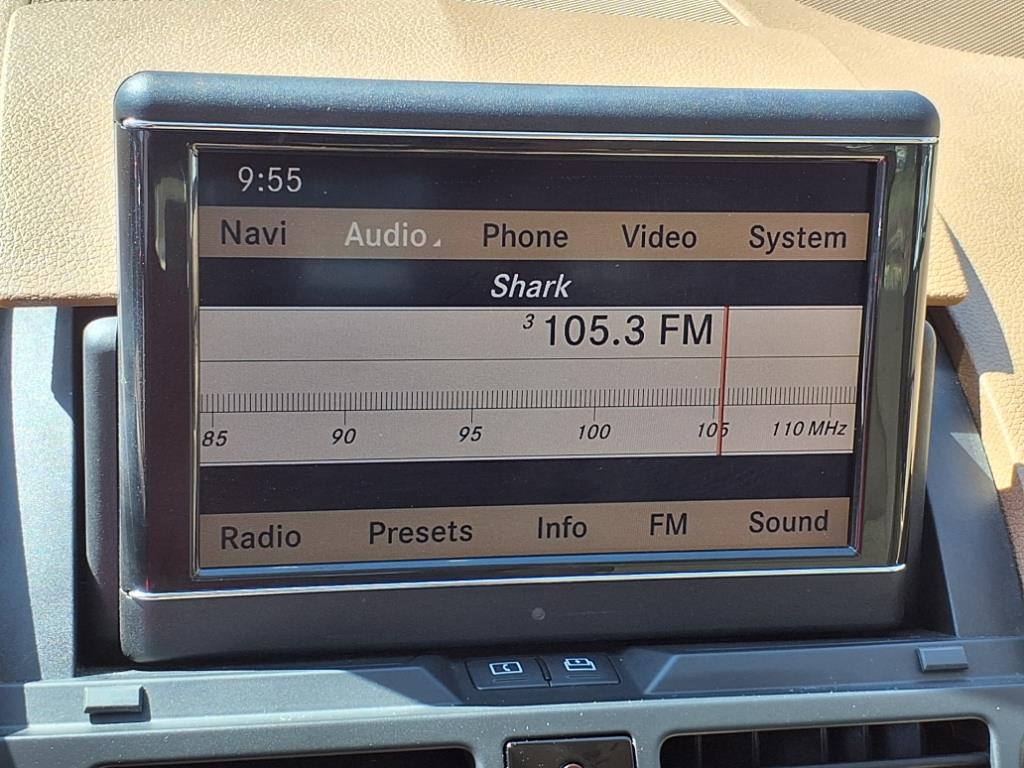 9:55
Navi Audio Phone Video System
Shark
3 105.3 FM
85 90 95 100 105 110 MHz
Radio Presets Info FM Sound